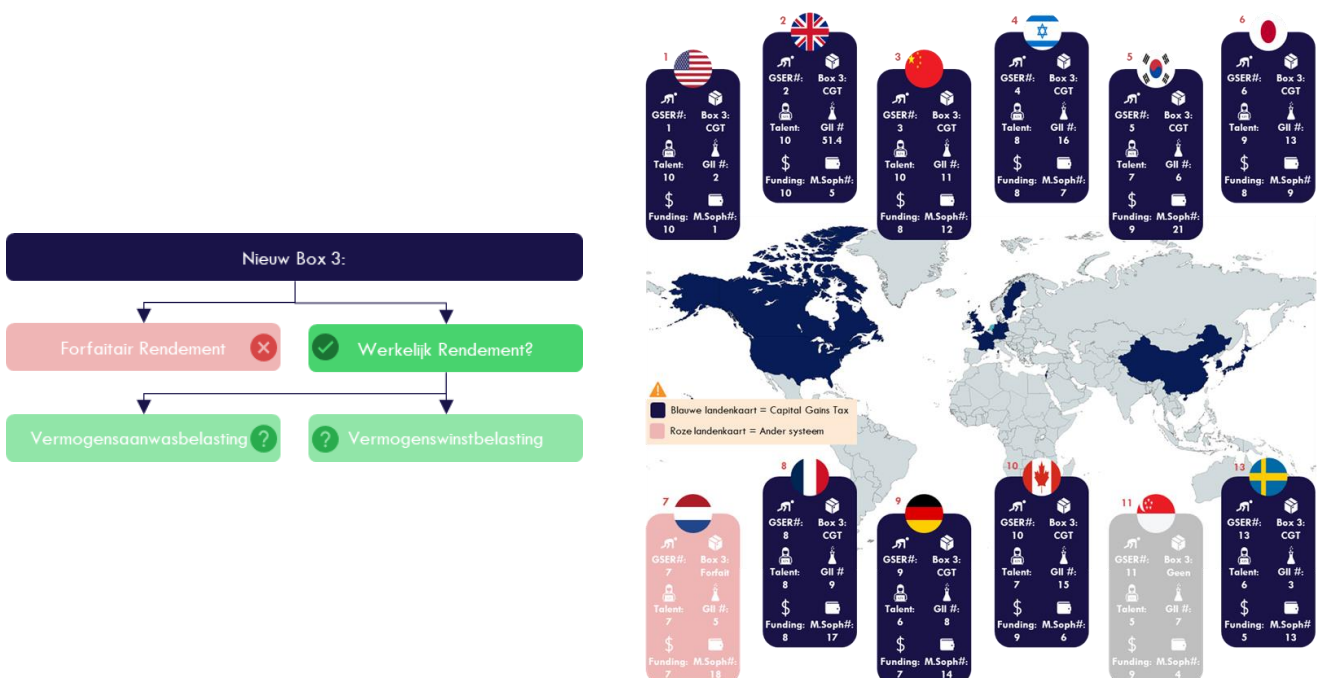 Nieuw Box 3:
Forfaitair Rendement
Werkelijk Rendement?
Vermogensaanwasbelasting ?
? Vermogenswinstbelasting
1
GSER#: Box 3:
1 CGT
Talent: GII #:
10 2
$
Funding: M.Soph#:
10 1
2
GSER#: Box 3:
2 CGT
Talent: GII #
10 51.4
$
Funding: M.Soph#:
10 5
3
GSER#: Box 3:
3 CGT
Talent: GII #:
10 11
$
Funding: M.Soph#:
8 12
4
GSER#: Box 3:
4 CGT
Talent: GII #:
8 16
$
Funding: M.Soph#:
8 7
5
GSER#: Box 3:
5 CGT
Talent: GII #:
7 6
$
Funding: M.Soph#:
9 21
6
GSER#: Box 3:
6 CGT
Talent: GII #:
9 13
$
Funding: M.Soph#
8 9
Blauwe landenkaart = Capital Gains Tax
Roze landenkaart = Ander systeem
7
GSER#: Box 3:
7 Forfait
Talent: GII #:
7 5
$
Funding: M.Soph#:
7 18
8
GSER#: Box 3:
8 CGT
Talent: GII #
8 9
$
Funding: M.Soph#
8 17
9
GSER#: Box 3:
9 CGT
Talent: GII #:
6 8
$
Funding: M.Soph#:
7 14
10
GSER#: Box 3:
10 CGT
Talent: GII #:
7 15
$
Funding: M.Soph#:
9 6
11
GSER#: Box 3:
11 Geen
Talent: GII #:
5 7
$
Funding: M.Soph#:
9 4
13
GSER#: Box 3:
13 CGT
Talent: GII #:
6 3
$
Funding: M.Soph#
5 13